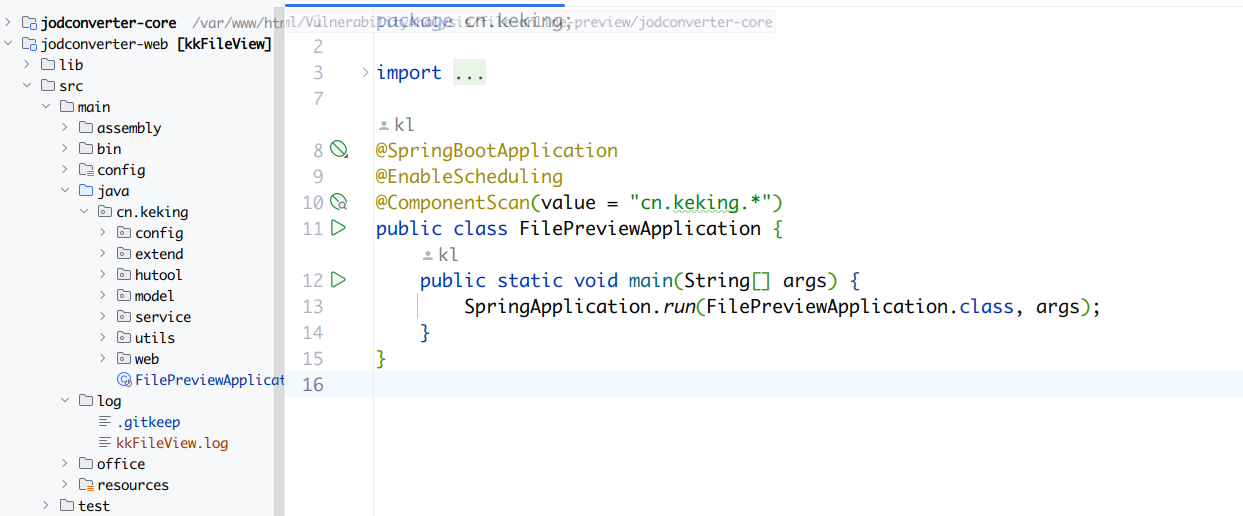 jodconverter-core /var/www/html/VulnerabilityAnalysis/file-online-preview/jodconverter-core
jodconverter-web [kkFileView]
lib
src
main
assembly
bin
config
java
cn.keking
config
extend
hutool
model
service
utils
web
FilePreviewApplicat
log
.gitkeep
kkFileView.log
office
resources
test
1 package cn.keking;
2
3 import ...
7
kl
8 @SpringBootApplication
9 @EnableScheduling
10 @ComponentScan(value = "cn.keking.*")
11 public class FilePreviewApplication {
kl
12 public static void main(String[] args) {
13 SpringApplication.run(FilePreviewApplication.class, args);
14 }
15 }
16